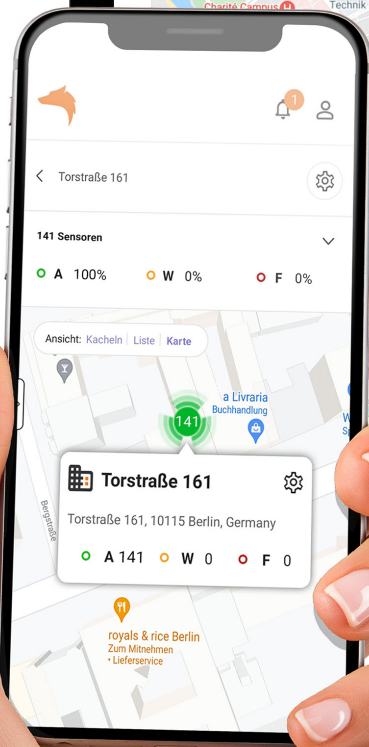 Charité Campus
Technik
1
Torstraße 161
141 Sensoren
A 100% W 0% F 0%
Ansicht: Kacheln Liste Karte
a Livraria
Buchhandlung
141
Torstraße 161
Torstraße 161, 10115 Berlin, Germany
A 141 W 0 F 0
Bergstraße
royals & rice Berlin
Zum Mitnehmen
• Lieferservice